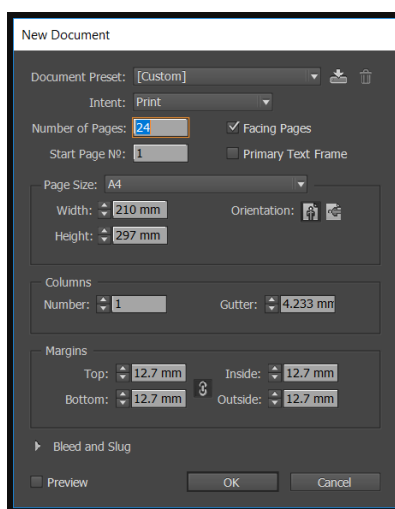 New Document
Document Preset: [Custom]
Intent: Print
Number of Pages: 24 Facing Pages
Start Page Nº: 1 Primary Text Frame
Page Size: A4
Width: 210 mm Orientation:
Height: 297 mm
Columns
Number: 1 Gutter: 4.233 mm
Margins
Top: 12.7 mm Inside: 12.7 mm
Bottom: 12.7 mm Outside: 12.7 mm
Bleed and Slug
Preview OK Cancel